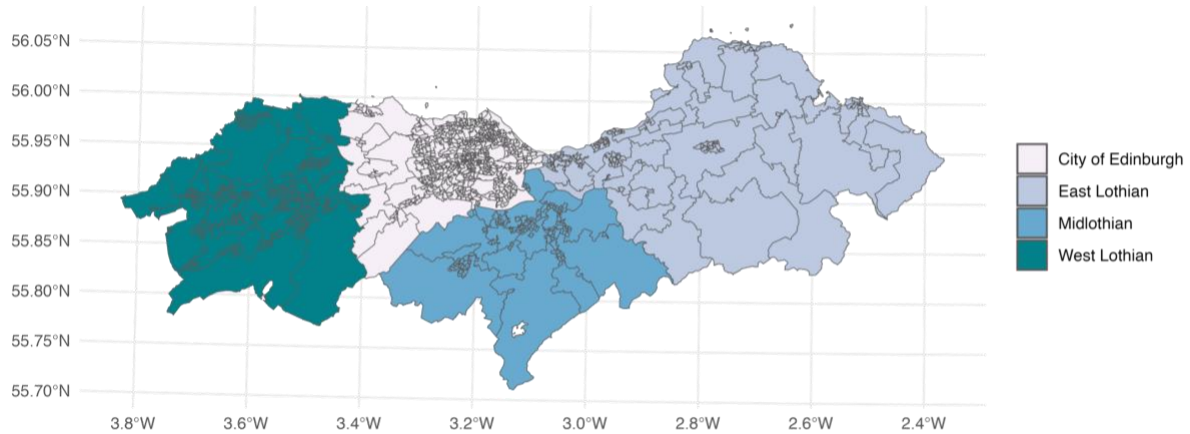 56.05°N
56.00°N
55.95°N
55.90°N
55.85°N
55.80°N
55.75°N
55.70°N
3.8°W 3.6°W 3.4°W 3.2°W 3.0°W 2.8°W 2.6°W 2.4°W
City of Edinburgh
East Lothian
Midlothian
West Lothian